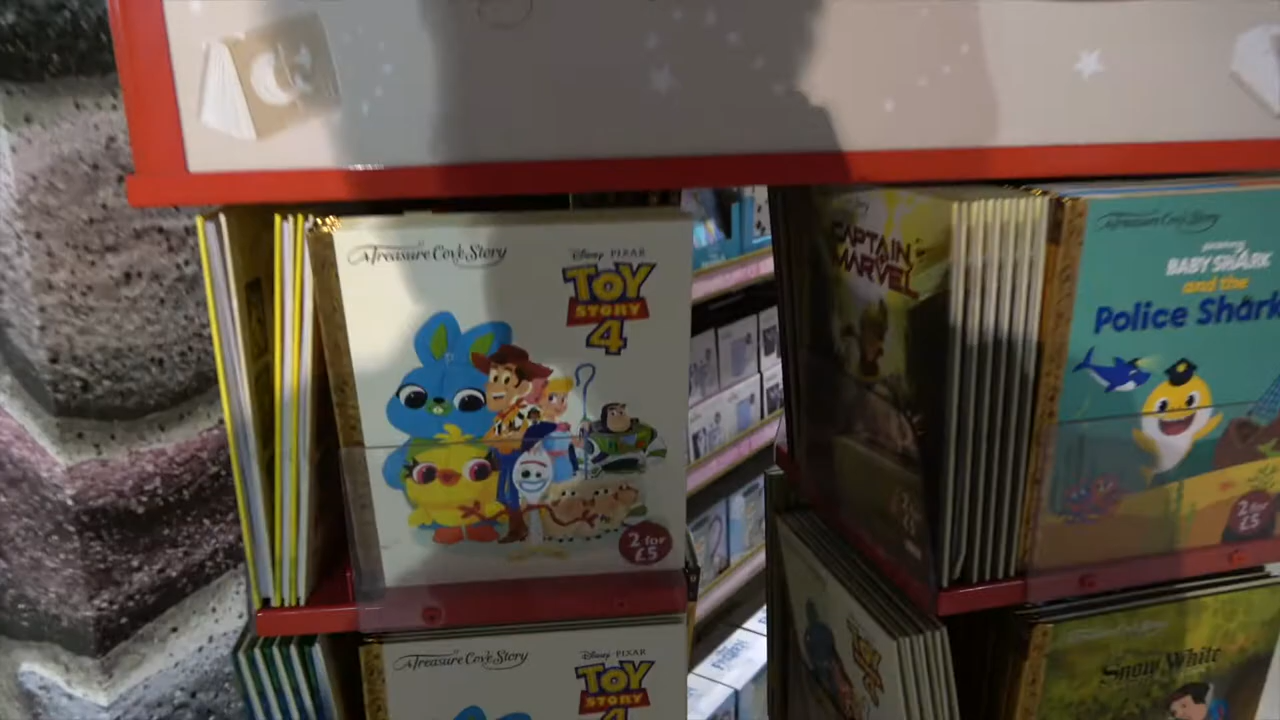 A Treasure Cove Story
Disney PIXAR
TOY
STORY
4
2 for
£5
CAPTAIN
MARVEL
A Treasure Cove Story
BABY SHARK
and the
Police Shark
2 for
£5
A Treasure Cove Story
Disney PIXAR
TOY
STORY
4
Snow White